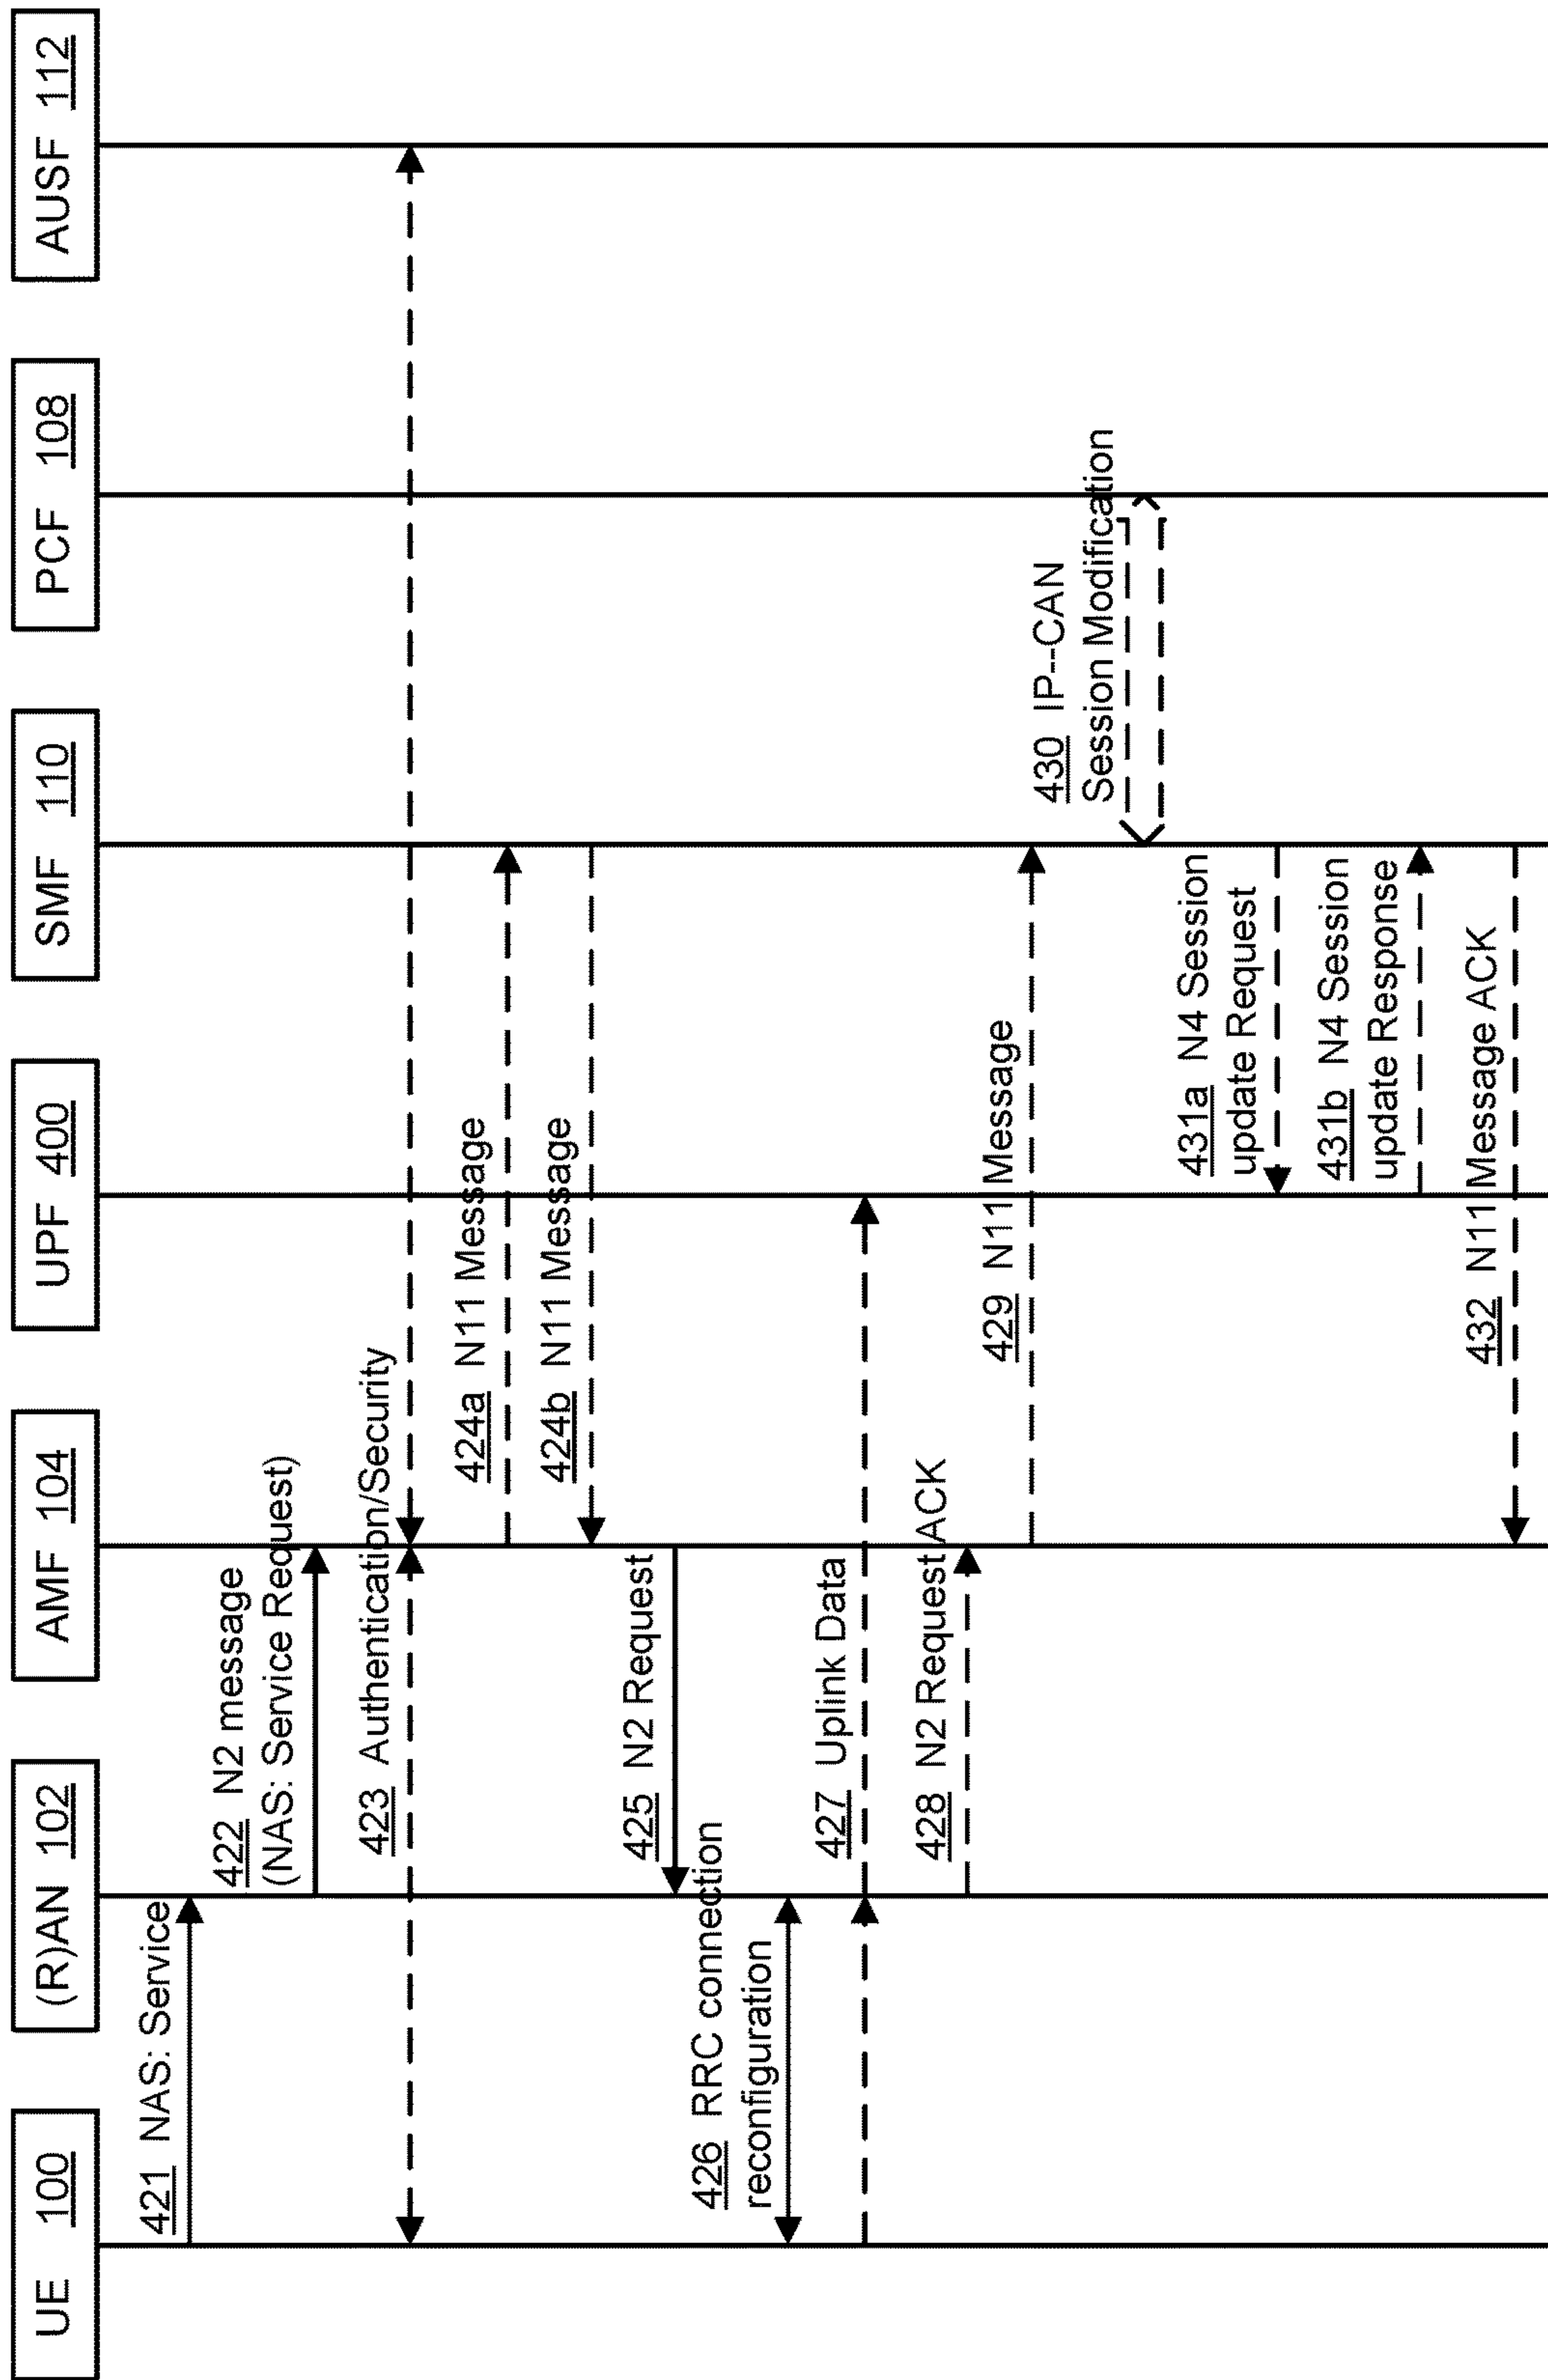 UE 100
(R)AN 102
AMF 104
UPF 400
SMF 110
PCF 108
AUSF 112
421 NAS: Service
422 N2 message
(NAS: Service Request)
423 Authentication/Security
424a N11 Message
424b N11 Message
425 N2 Request
426 RRC connection
reconfiguration
427 Uplink Data
428 N2 Request ACK
429 N11 Message
430 IP--CAN
Session Modification
431a N4 Session
update Request
431b N4 Session
update Response
432 N11 Message ACK